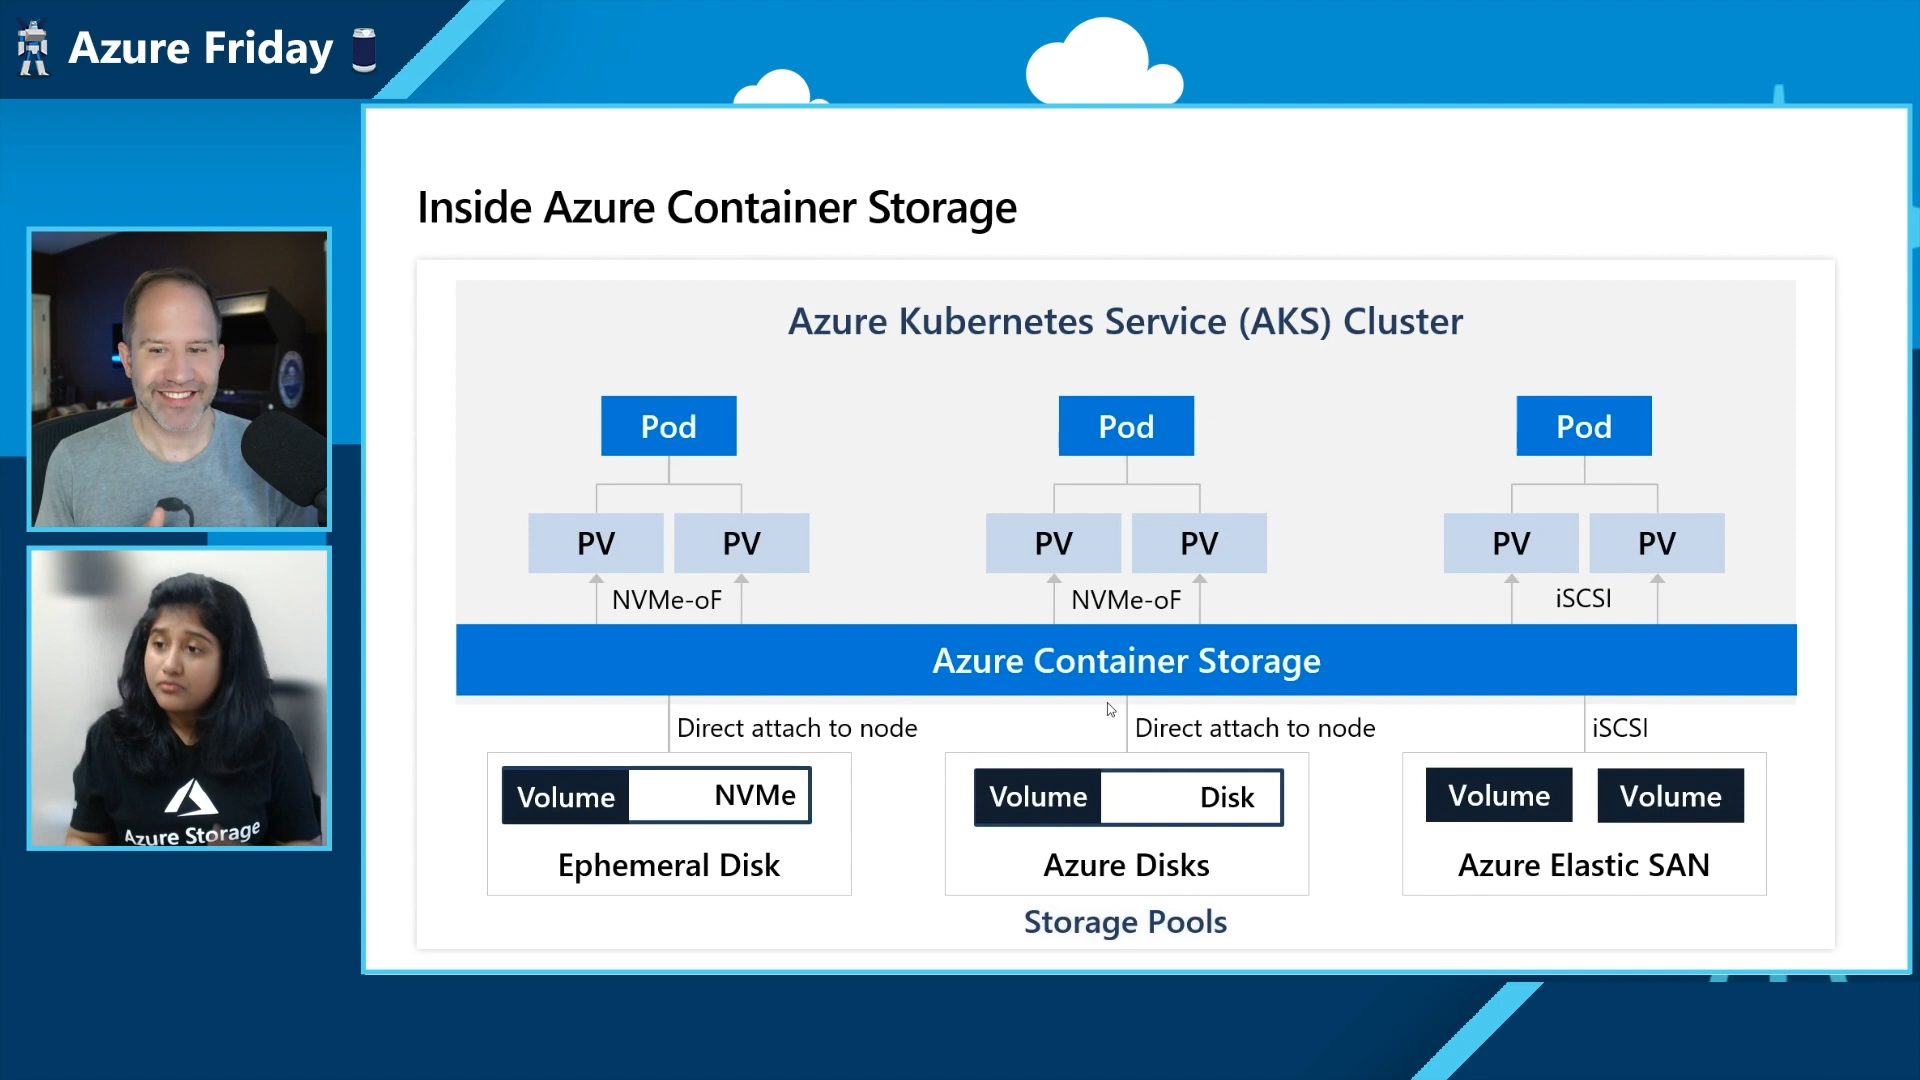 Azure Friday
Inside Azure Container Storage
Azure Kubernetes Service (AKS) Cluster
Pod Pod Pod
PV PV PV PV PV PV
NVMe-oF NVMe-oF iSCSI
Azure Container Storage
Direct attach to node Direct attach to node iSCSI
Volume NVMe Volume Disk Volume Volume
Ephemeral Disk Azure Disks Azure Elastic SAN
Storage Pools
Azure Storage